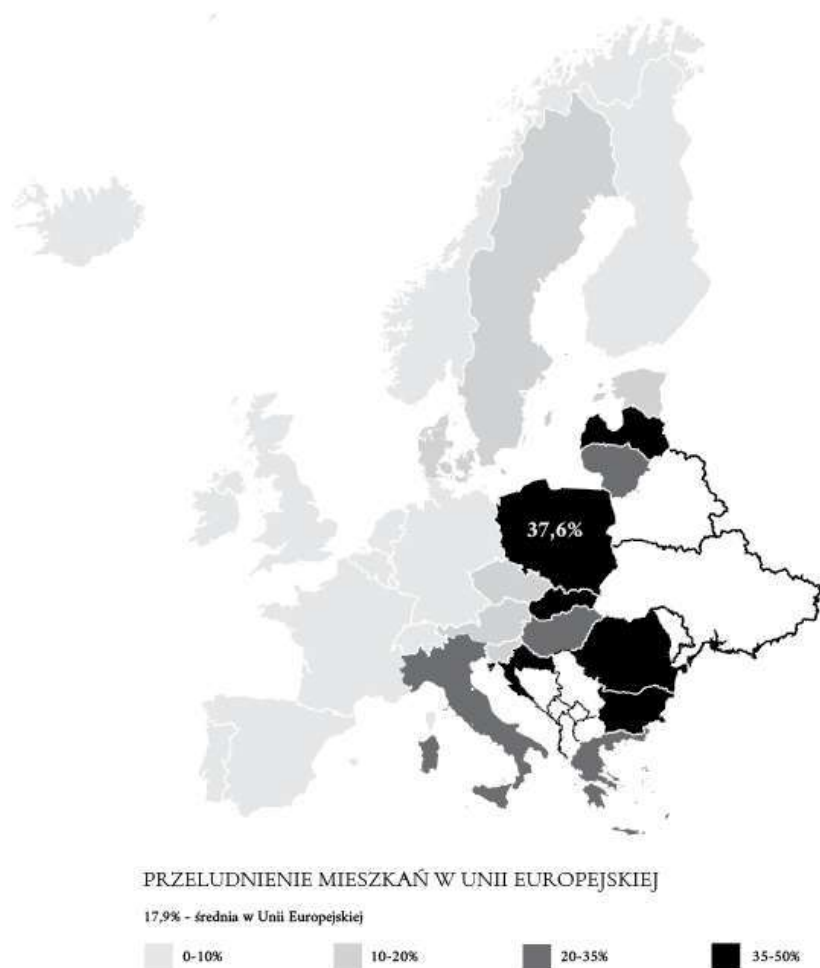 37,6%
PRZELUDNIENIE MIESZKAŃ W UNII EUROPEJSKIEJ
17,9% - średnia w Unii Europejskiej
0-10% 10-20% 20-35% 35-50%